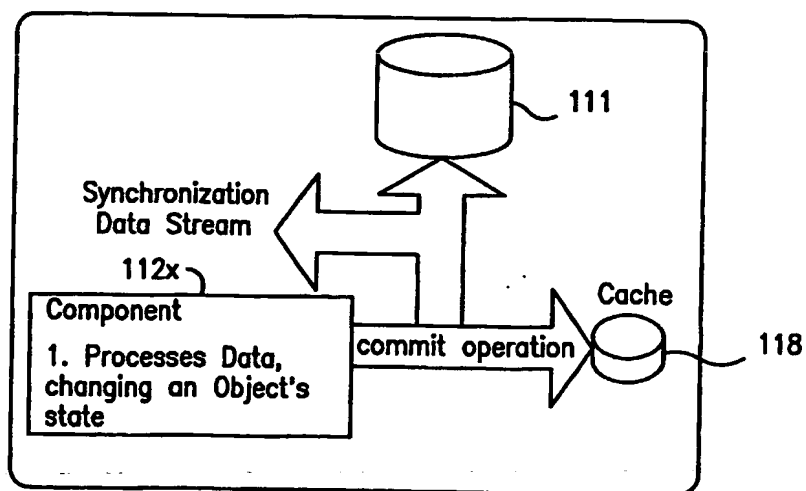 111
Synchronization
Data Stream
112x
Component
1. Processes Data,
changing an Object's
state
commit operation
Cache
118